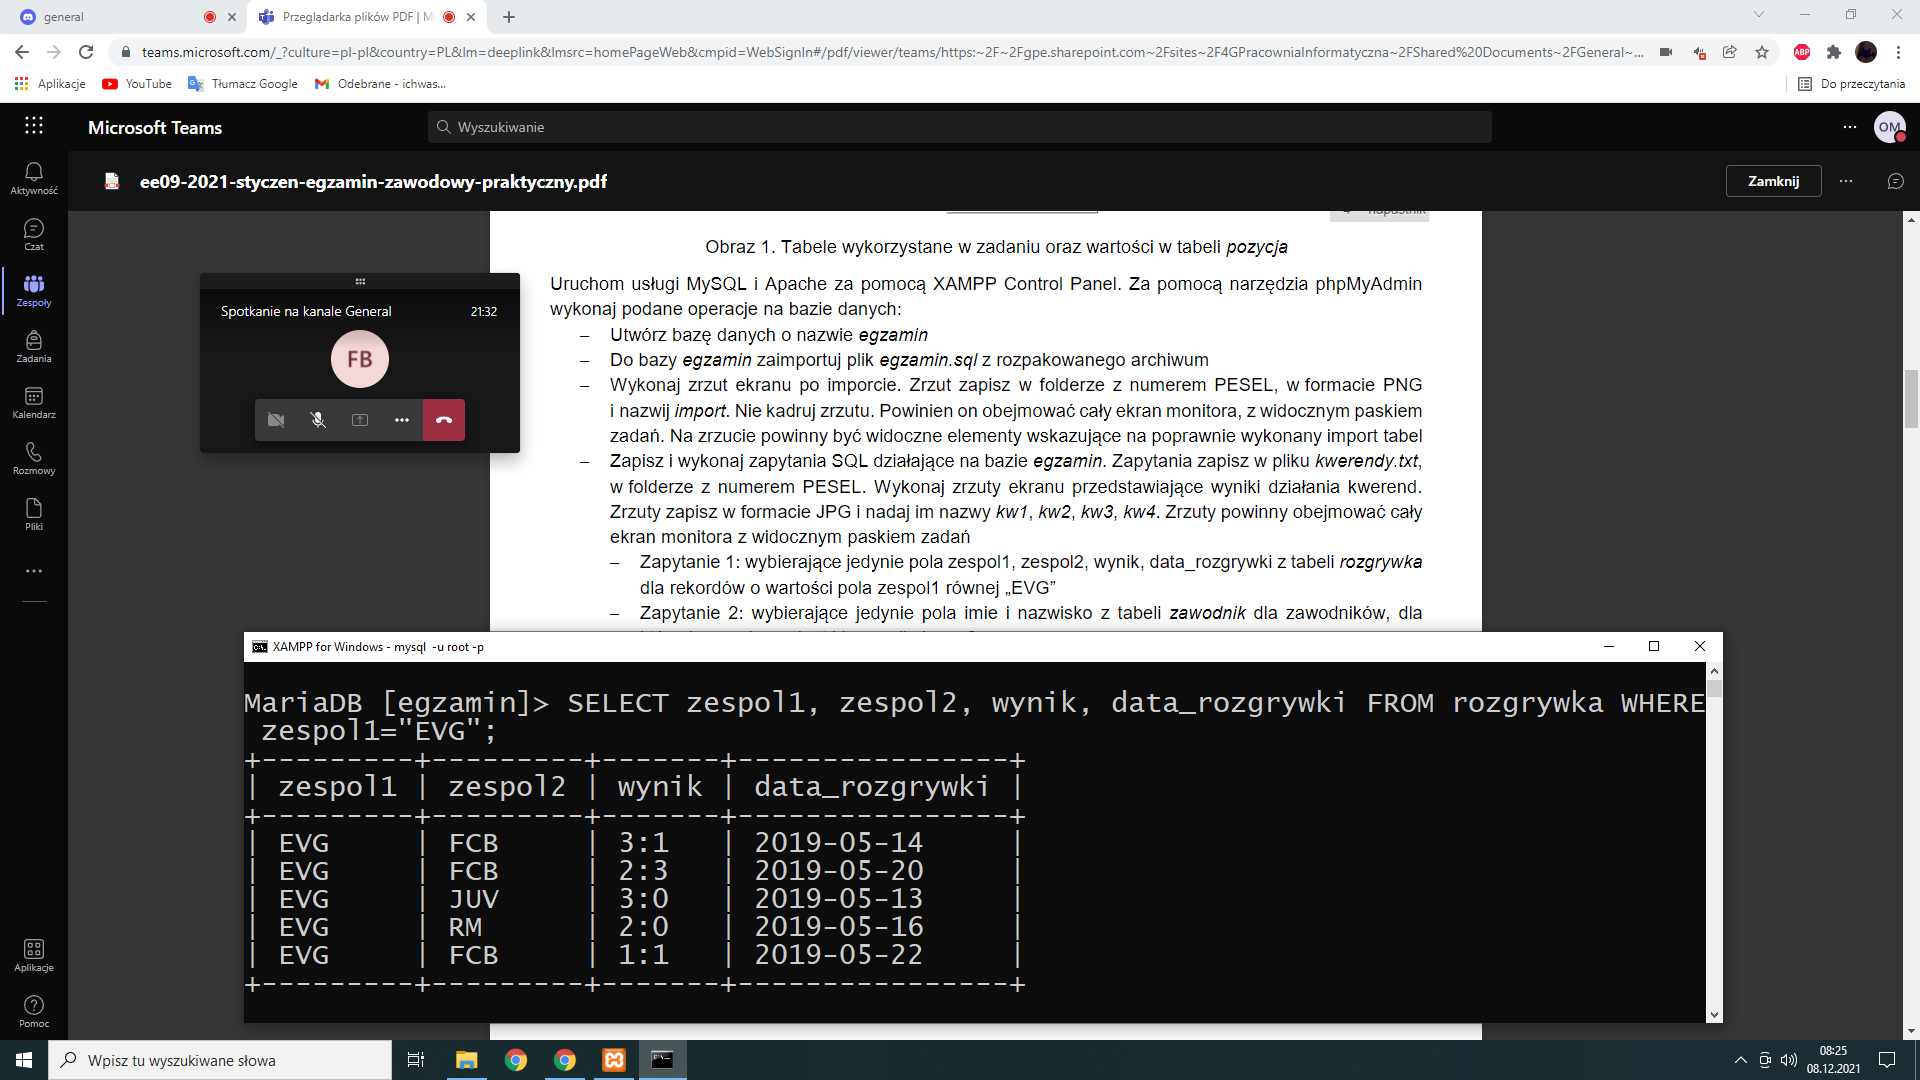 general
Przeglądarka plików PDF | M
teams.microsoft.com/_?culture=pl-pl&country=PL&lm=deeplink&lmsrc=homePageWeb&cmpid=WebSignIn#/pdf/viewer/teams/https:~2F~2Fgpe.sharepoint.com~2Fsites~2F4GPracowniaInformatyczna~2FShared%20Documents~2FGeneral~...
ABP
Aplikacje
YouTube
Tłumacz Google
Odebrane - ichwas...
Do przeczytania
Microsoft Teams
Wyszukiwanie
OM
ee09-2021-styczen-egzamin-zawodowy-praktyczny.pdf
Zamknij
Aktywność
Czat
Zespoły
Zadania
Kalendarz
Rozmowy
Pliki
Aplikacje
Pomoc
Spotkanie na kanale General
21:32
FB
4 napastnik
Obraz 1. Tabele wykorzystane w zadaniu oraz wartości w tabeli pozycja
Uruchom usługi MySQL i Apache za pomocą XAMPP Control Panel. Za pomocą narzędzia phpMyAdmin
wykonaj podane operacje na bazie danych:
– Utwórz bazę danych o nazwie egzamin
– Do bazy egzamin zaimportuj plik egzamin.sql z rozpakowanego archiwum
– Wykonaj zrzut ekranu po imporcie. Zrzut zapisz w folderze z numerem PESEL, w formacie PNG
i nazwij import. Nie kadruj zrzutu. Powinien on obejmować cały ekran monitora, z widocznym paskiem
zadań. Na zrzucie powinny być widoczne elementy wskazujące na poprawnie wykonany import tabel
– Zapisz i wykonaj zapytania SQL działające na bazie egzamin. Zapytania zapisz w pliku kwerendy.txt,
w folderze z numerem PESEL. Wykonaj zrzuty ekranu przedstawiające wyniki działania kwerend.
Zrzuty zapisz w formacie JPG i nadaj im nazwy kw1, kw2, kw3, kw4. Zrzuty powinny obejmować cały
ekran monitora z widocznym paskiem zadań
– Zapytanie 1: wybierające jedynie pola zespol1, zespol2, wynik, data_rozgrywki z tabeli rozgrywka
dla rekordów o wartości pola zespol1 równej „EVG”
– Zapytanie 2: wybierające jedynie pola imie i nazwisko z tabeli zawodnik dla zawodników, dla
XAMPP for Windows - mysql -u root -p
MariaDB [egzamin]> SELECT zespol1, zespol2, wynik, data_rozgrywki FROM rozgrywka WHERE
zespol1="EVG";
+---------+---------+-------+----------------+
| zespol1 | zespol2 | wynik | data_rozgrywki |
+---------+---------+-------+----------------+
| EVG     | FCB     | 3:1   | 2019-05-14     |
| EVG     | FCB     | 2:3   | 2019-05-20     |
| EVG     | JUV     | 3:0   | 2019-05-13     |
| EVG     | RM      | 2:0   | 2019-05-16     |
| EVG     | FCB     | 1:1   | 2019-05-22     |
+---------+---------+-------+----------------+
Wpisz tu wyszukiwane słowa
08:25
08.12.2021